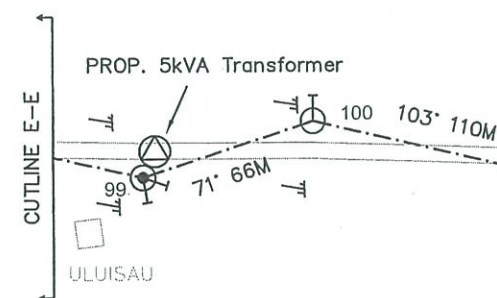 PROP. 5kVA Transformer
CUTLINE E-E
99
71° 66M
100
103° 110M
ULUISAU